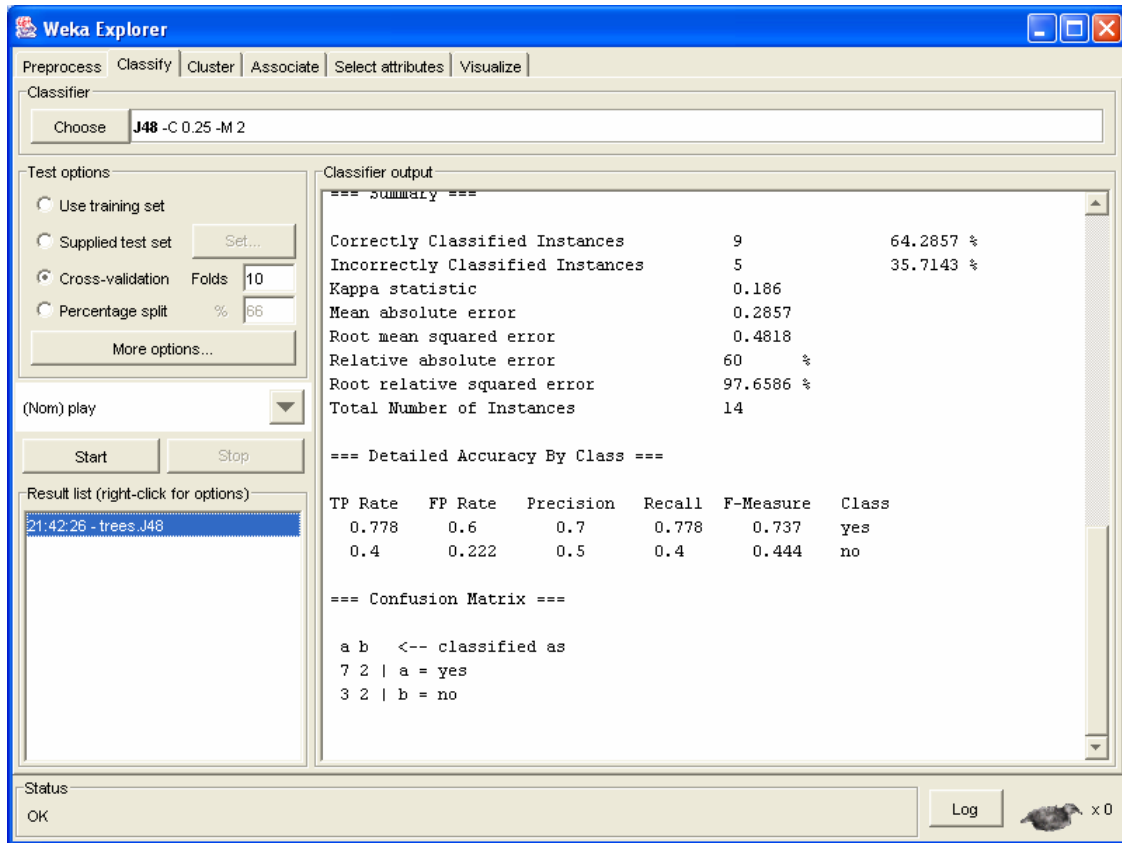 Weka Explorer
Preprocess Classify Cluster Associate Select attributes Visualize
Classifier
Choose J48 -C 0.25 -M 2
Test options
Use training set
Supplied test set Set...
Cross-validation Folds 10
Percentage split % 66
More options...
(Nom) play
Start Stop
Result list (right-click for options)
21:42:26 - trees.J48
Classifier output
=== Summary ===
Correctly Classified Instances 9 64.2857 %
Incorrectly Classified Instances 5 35.7143 %
Kappa statistic 0.186
Mean absolute error 0.2857
Root mean squared error 0.4818
Relative absolute error 60 %
Root relative squared error 97.6586 %
Total Number of Instances 14
=== Detailed Accuracy By Class ===
TP Rate FP Rate Precision Recall F-Measure Class
0.778 0.6 0.7 0.778 0.737 yes
0.4 0.222 0.5 0.4 0.444 no
=== Confusion Matrix ===
a b <-- classified as
7 2 | a = yes
3 2 | b = no
Status
OK
Log x 0